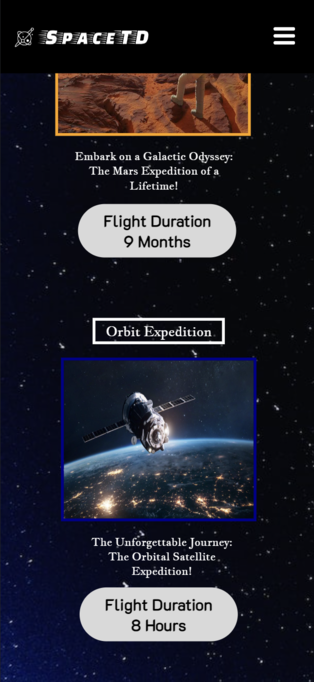 SpaceTD
Embark on a Galactic Odyssey:
The Mars Expedition of a
Lifetime!
Flight Duration
9 Months
Orbit Expedition
The Unforgettable Journey:
The Orbital Satellite
Expedition!
Flight Duration
8 Hours